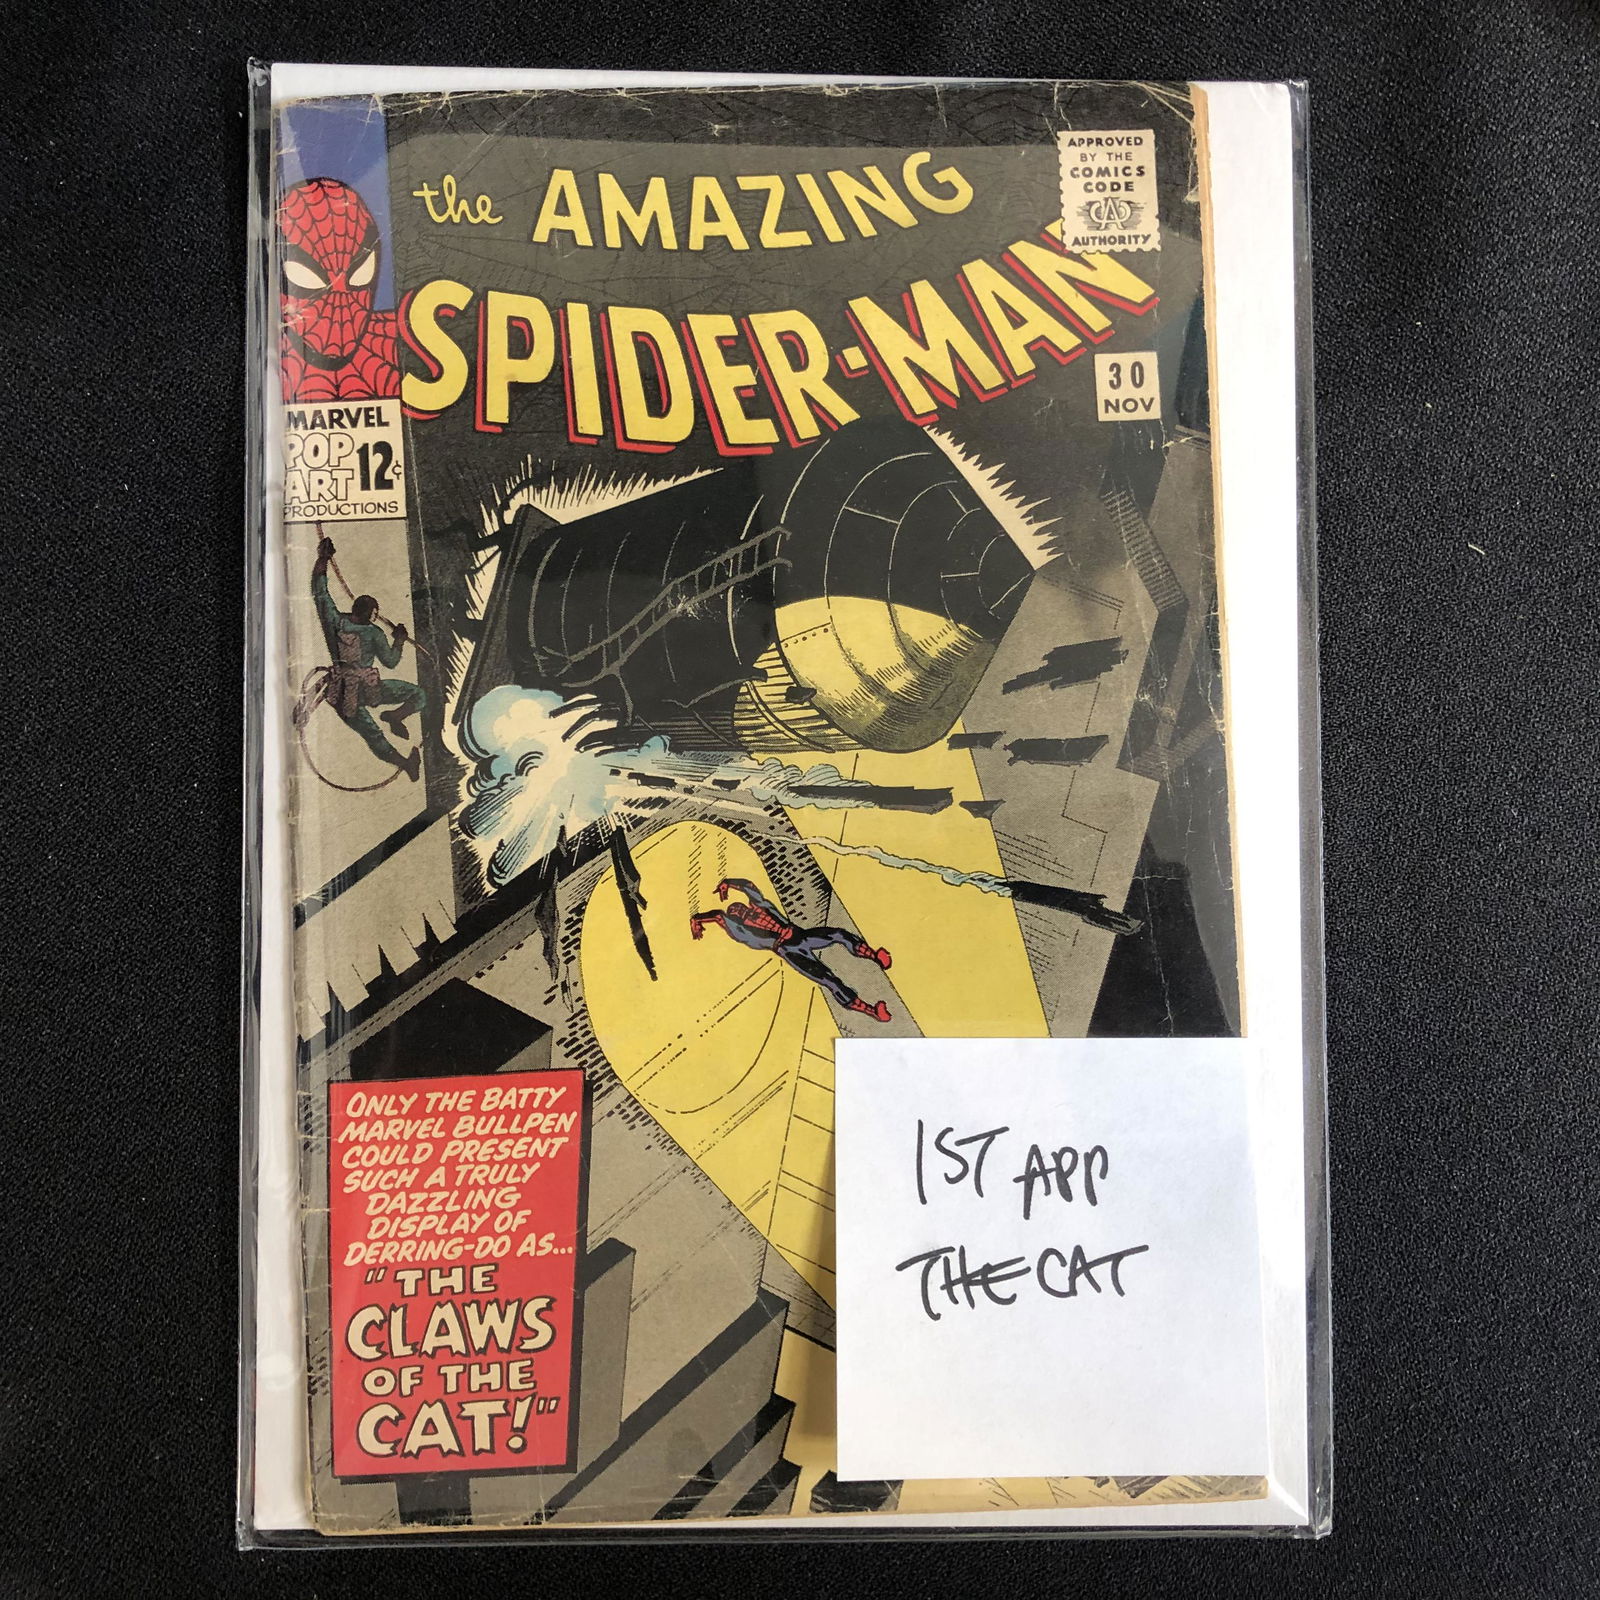 the AMAZING
SPIDER-MAN
APPROVED
BY THE
COMICS
CODE
CA
AUTHORITY
30
NOV
MARVEL
POP
ART 12¢
PRODUCTIONS
ONLY THE BATTY
MARVEL BULLPEN
COULD PRESENT
SUCH A TRULY
DAZZLING
DISPLAY OF
DERRING-DO AS...
"THE
CLAWS
OF THE
CAT!"
1ST APP
THE CAT